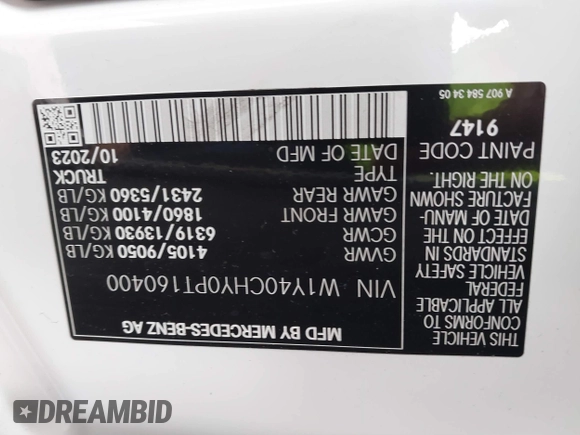 MFD BY MERCEDES-BENZ AG
VIN W1Y40CHY0PT160400
GVWR 4105/9050 KG/LB
GCWR 6319/13930 KG/LB
GAWR FRONT 1860/4100 KG/LB
GAWR REAR 2431/5360 KG/LB
TYPE TRUCK
DATE OF MFD 10/2023
THIS VEHICLE
CONFORMS TO
ALL APPLICABLE
FEDERAL
VEHICLE SAFETY
STANDARDS IN
EFFECT ON THE
DATE OF MANU-
FACTURE SHOWN
ON THE RIGHT.
PAINT CODE
9147
A 907 584 34 05
DREAMBID